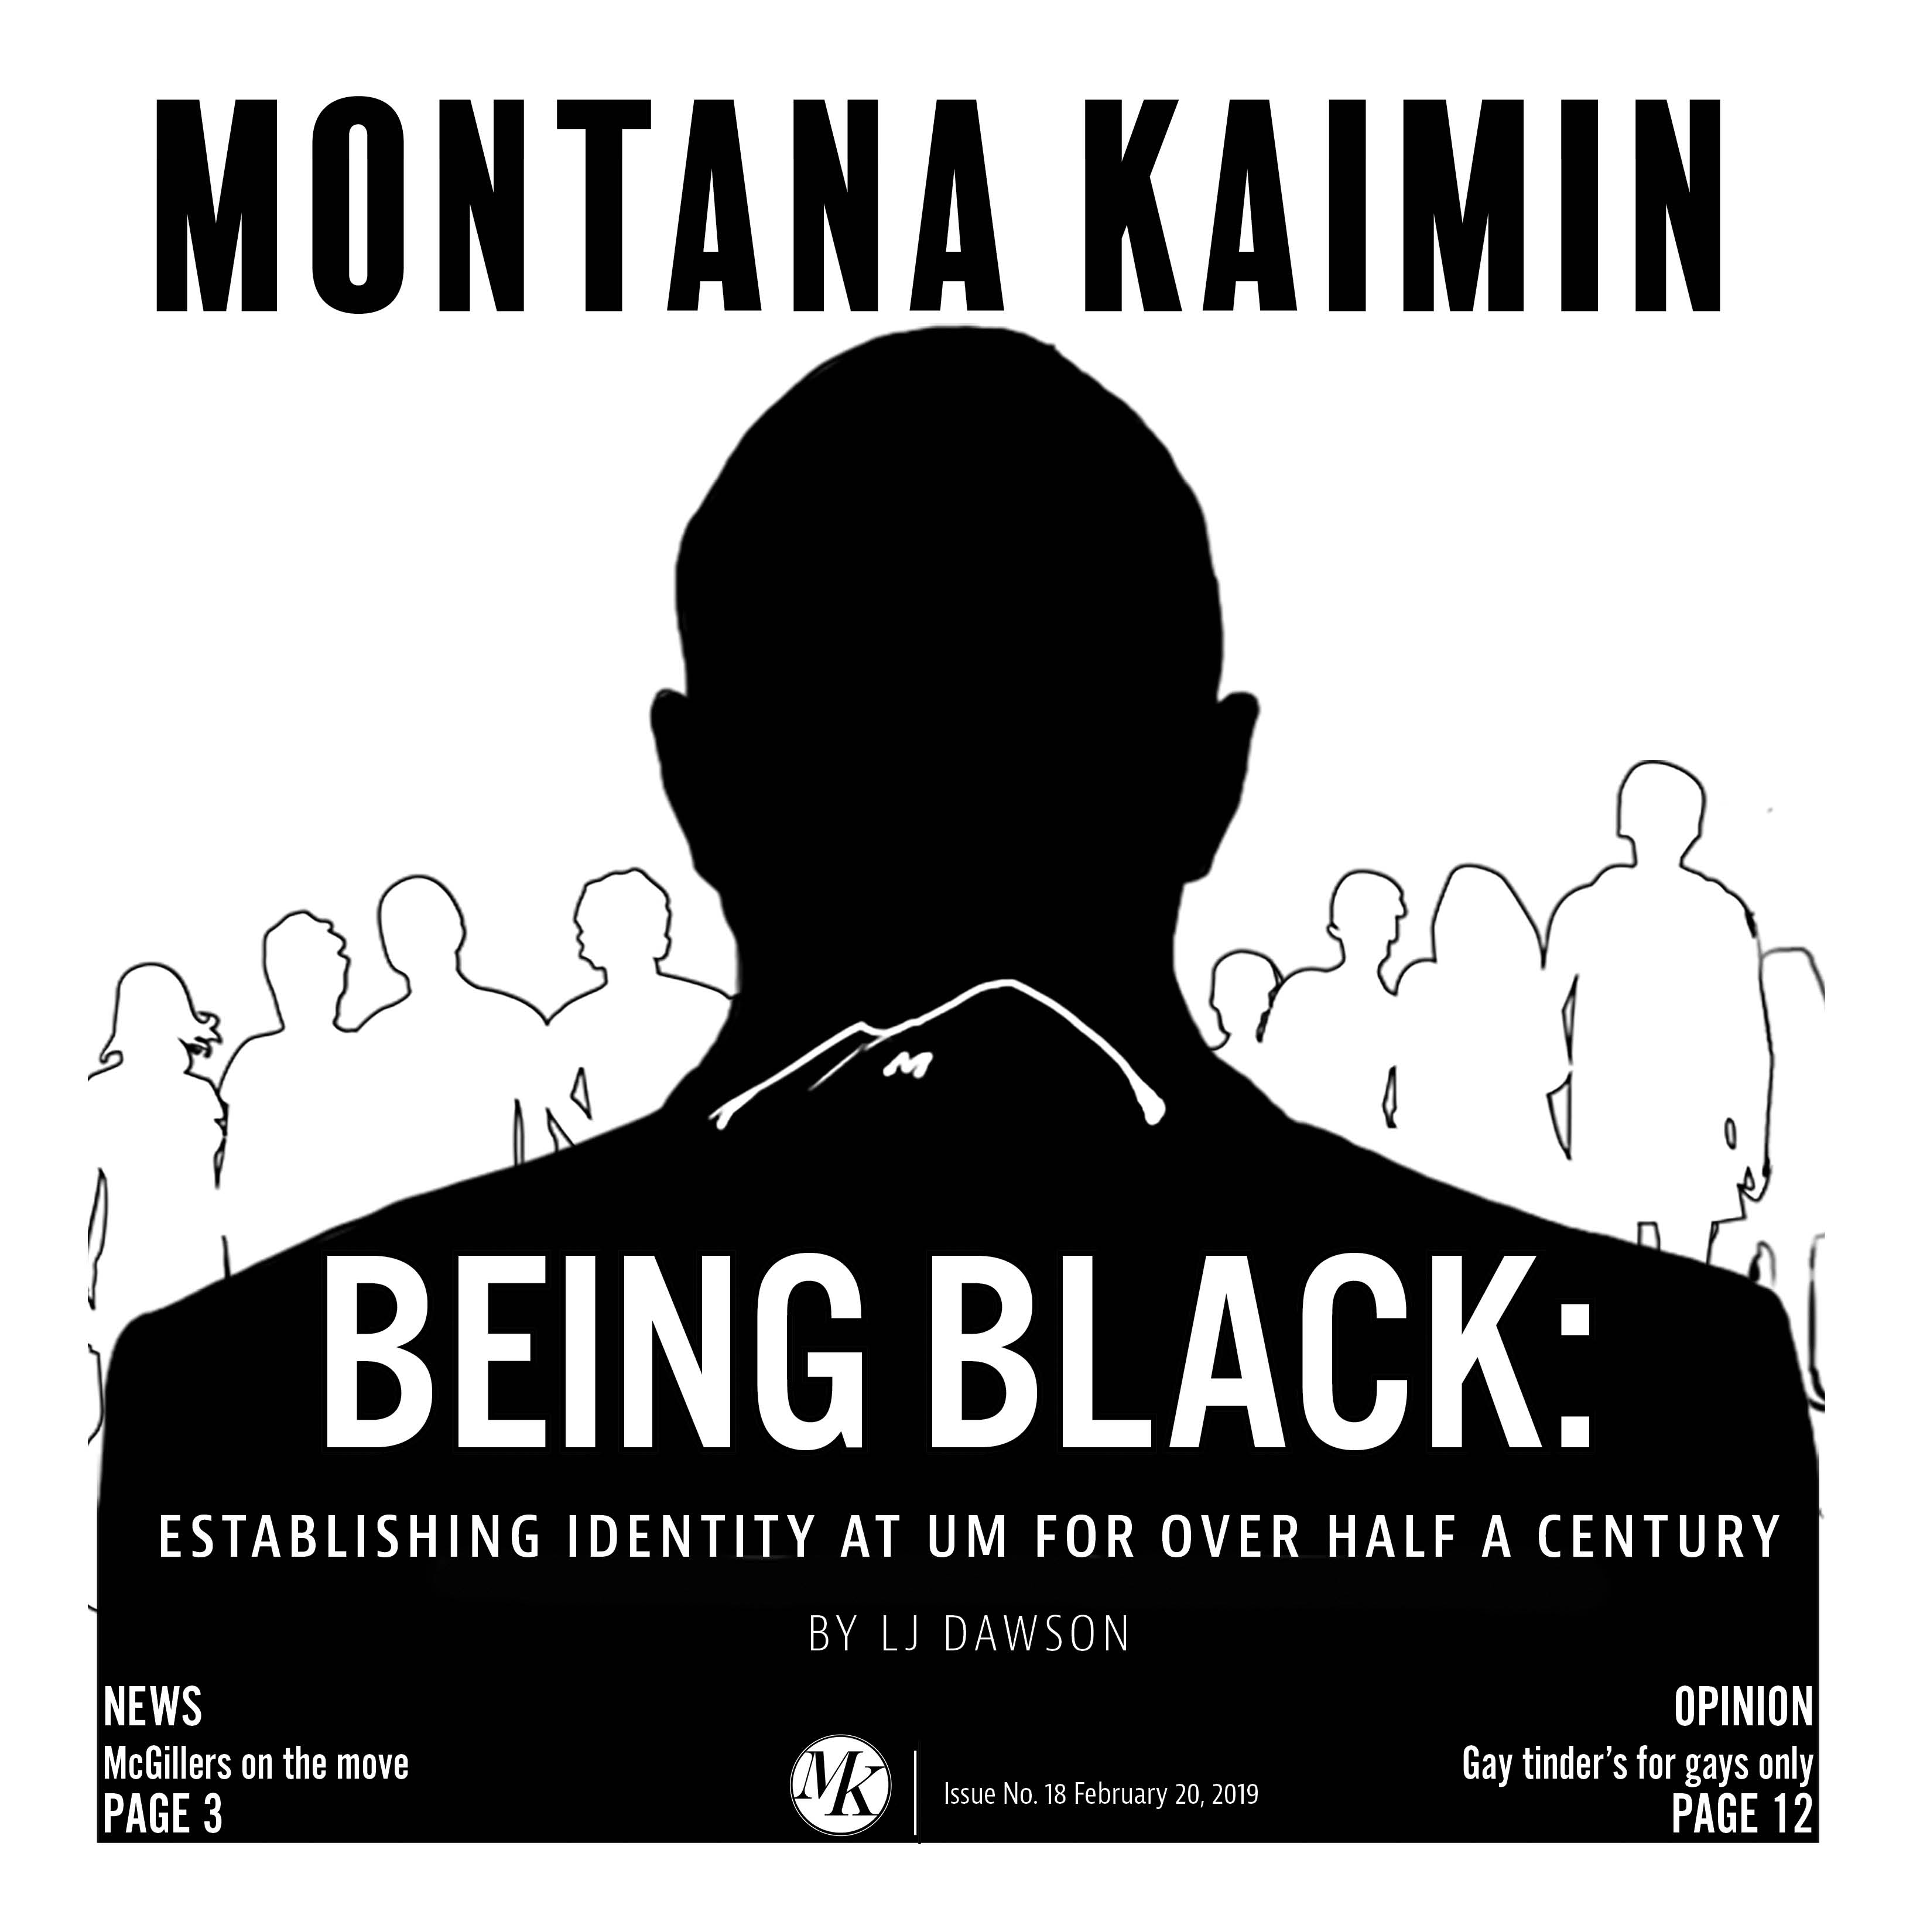 MONTANA KAIMIN
BEING BLACK:
ESTABLISHING IDENTITY AT UM FOR OVER HALF A CENTURY
BY LJ DAWSON
NEWS
McGillers on the move
PAGE 3
MK
Issue No. 18 February 20, 2019
OPINION
Gay tinder’s for gays only
PAGE 12